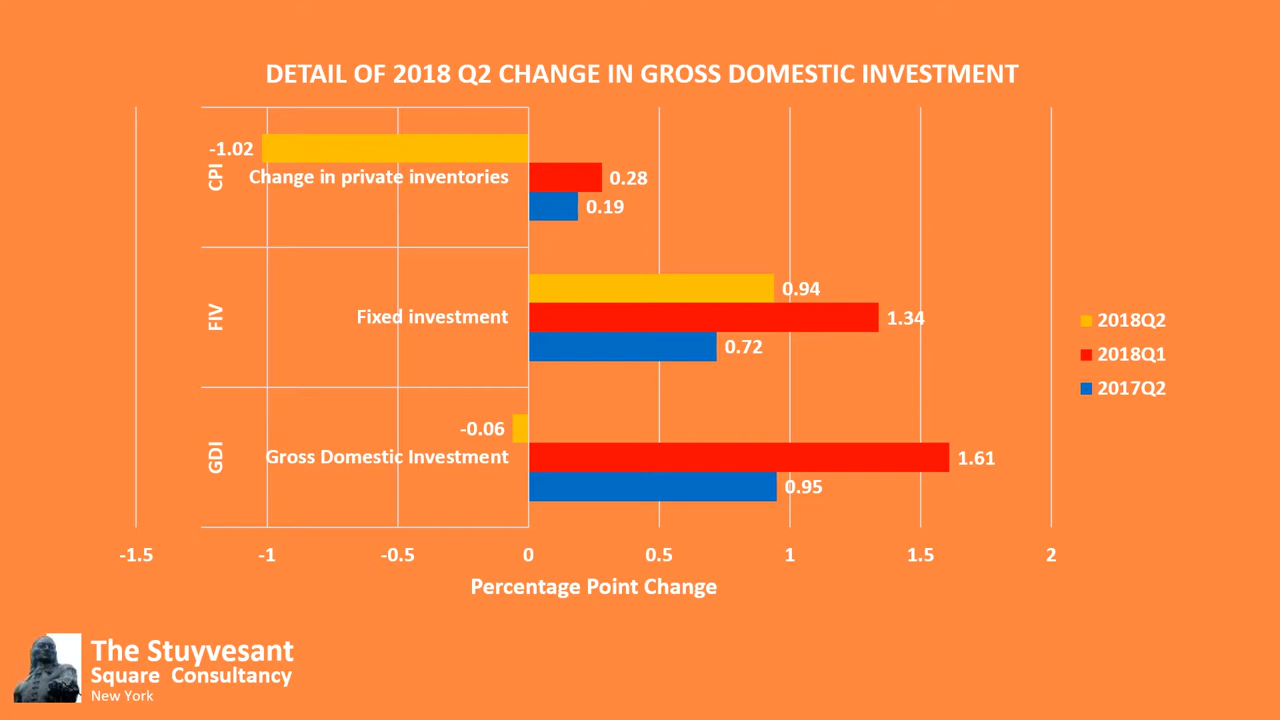 DETAIL OF 2018 Q2 CHANGE IN GROSS DOMESTIC INVESTMENT
-1.02
CPI
Change in private inventories
0.28
0.19
FIV
Fixed investment
0.94
1.34
0.72
GDI
-0.06
Gross Domestic Investment
1.61
0.95
2018Q2
2018Q1
2017Q2
-1.5 -1 -0.5 0 0.5 1 1.5 2
Percentage Point Change
The Stuyvesant
Square Consultancy
New York